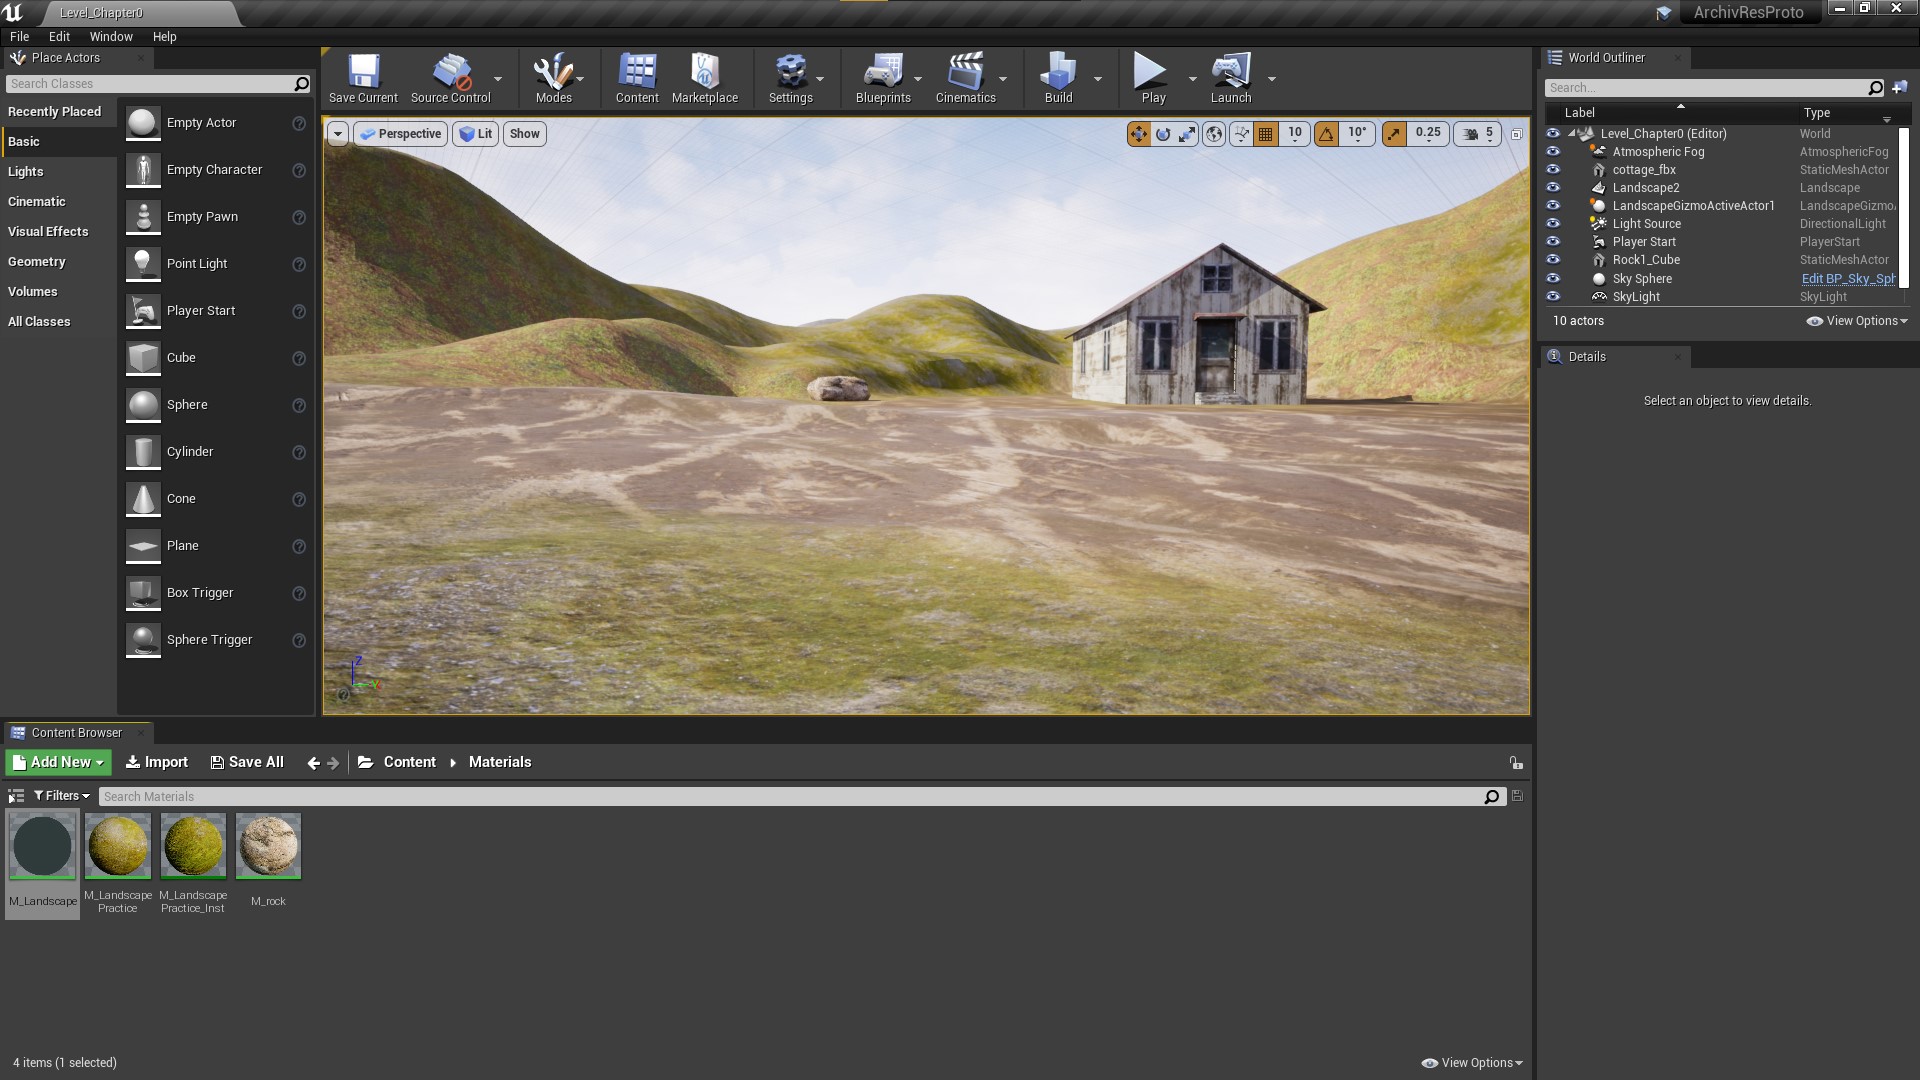 Level_Chapter0
ArchivResProto
File Edit Window Help
Place Actors
Search Classes
Recently Placed
Basic
Lights
Cinematic
Visual Effects
Geometry
Volumes
All Classes
Empty Actor
Empty Character
Empty Pawn
Point Light
Player Start
Cube
Sphere
Cylinder
Cone
Plane
Box Trigger
Sphere Trigger
Save Current
Source Control
Modes
Content
Marketplace
Settings
Blueprints
Cinematics
Build
Play
Launch
Perspective
Lit
Show
10
10°
0.25
5
Z
World Outliner
Search...
Label Type
Level_Chapter0 (Editor) World
Atmospheric Fog AtmosphericFog
cottage_fbx StaticMeshActor
Landscape2 Landscape
LandscapeGizmoActiveActor1 LandscapeGizmo
Light Source DirectionalLight
Player Start PlayerStart
Rock1_Cube StaticMeshActor
Sky Sphere Edit BP_Sky_Sph
SkyLight SkyLight
10 actors
View Options
Details
Select an object to view details.
Content Browser
Add New
Import
Save All
Content
Materials
Filters
Search Materials
M_Landscape
M_Landscape
Practice
M_Landscape
Practice_Inst
M_rock
4 items (1 selected)
View Options